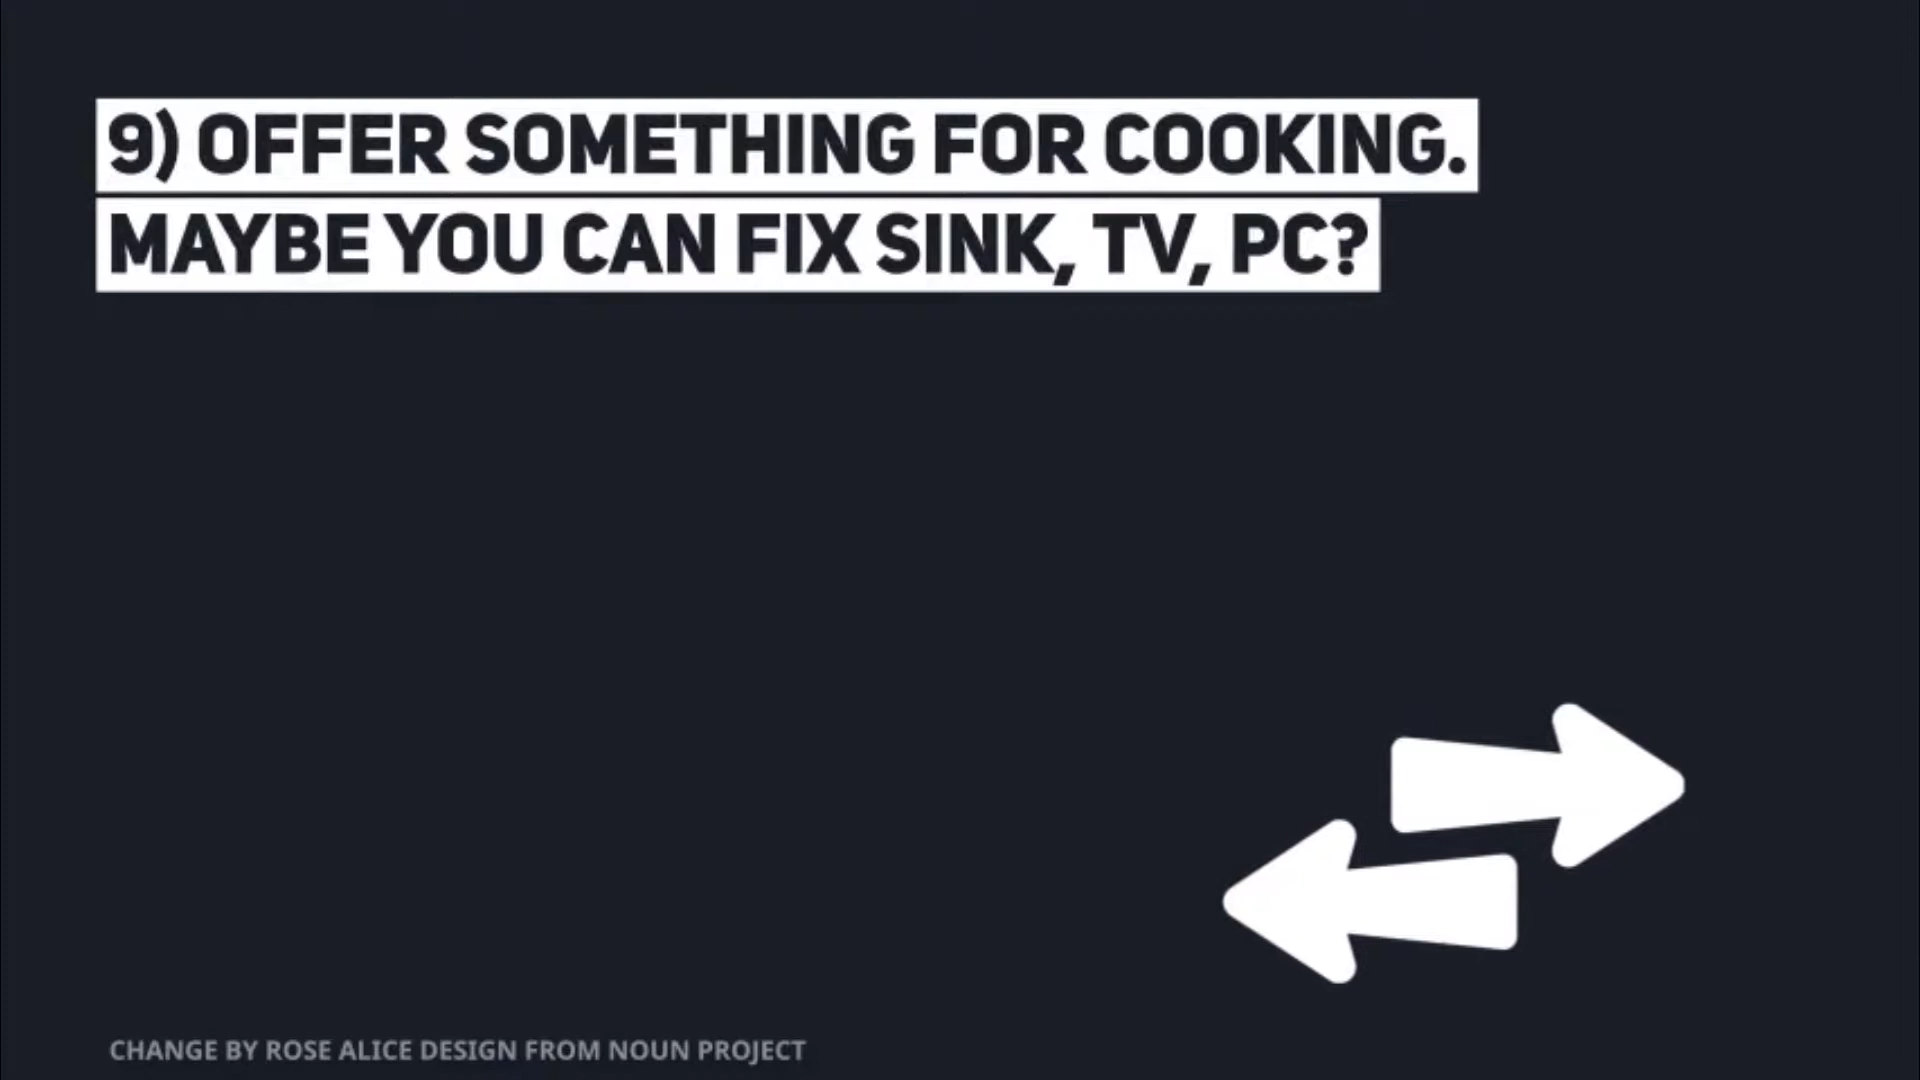 9) OFFER SOMETHING FOR COOKING.
MAYBE YOU CAN FIX SINK, TV, PC?
CHANGE BY ROSE ALICE DESIGN FROM NOUN PROJECT